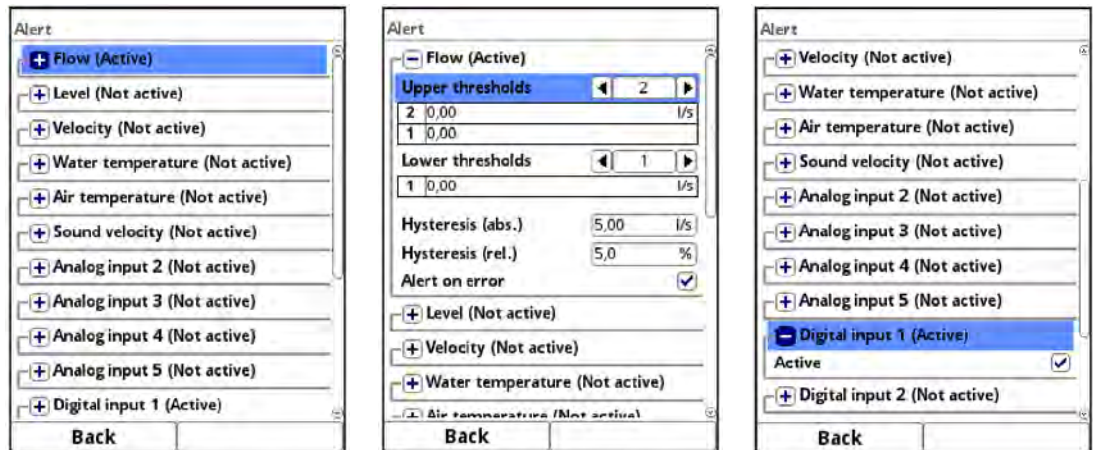 Alert
Flow (Active)
Level (Not active)
Velocity (Not active)
Water temperature (Not active)
Air temperature (Not active)
Sound velocity (Not active)
Analog input 2 (Not active)
Analog input 3 (Not active)
Analog input 4 (Not active)
Analog input 5 (Not active)
Digital input 1 (Active)
Back
Alert
Flow (Active)
Upper thresholds 2
2 0,00 l/s
1 0,00
Lower thresholds 1
1 0,00 l/s
Hysteresis (abs.) 5,00 l/s
Hysteresis (rel.) 5,0 %
Alert on error
Level (Not active)
Velocity (Not active)
Water temperature (Not active)
Air temperature (Not active)
Back
Alert
Velocity (Not active)
Water temperature (Not active)
Air temperature (Not active)
Sound velocity (Not active)
Analog input 2 (Not active)
Analog input 3 (Not active)
Analog input 4 (Not active)
Analog input 5 (Not active)
Digital input 1 (Active)
Active
Digital input 2 (Not active)
Back